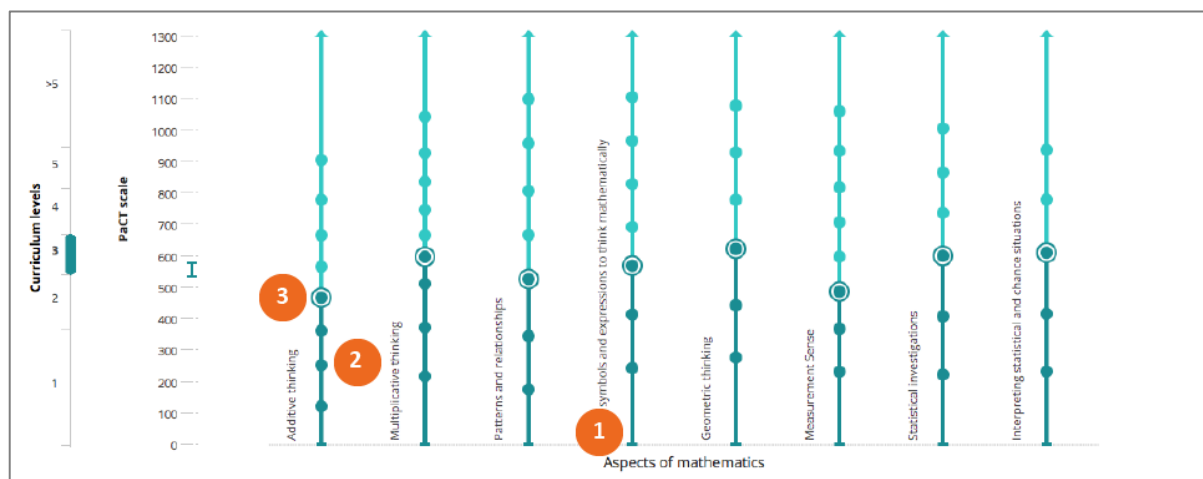 Curriculum levels
>5
5
4
3
2
1
PaCT scale
1300
1200
1100
1000
900
800
700
600
500
400
300
200
100
0
3
2
1
Additive thinking
Multiplicative thinking
Patterns and relationships
symbols and expressions to think mathematically
Geometric thinking
Measurement Sense
Statistical investigations
Interpreting statistical and chance situations
Aspects of mathematics